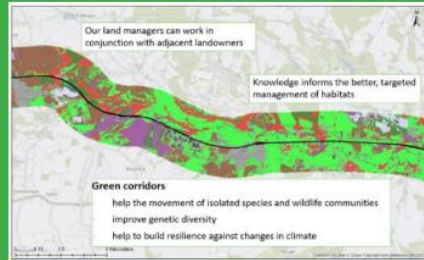 Our land managers can work in
conjunction with adjacent landowners
Knowledge informs the better, targeted
management of habitats
Green corridors
help the movement of isolated species and wildlife communities
improve genetic diversity
help to build resilience against changes in climate